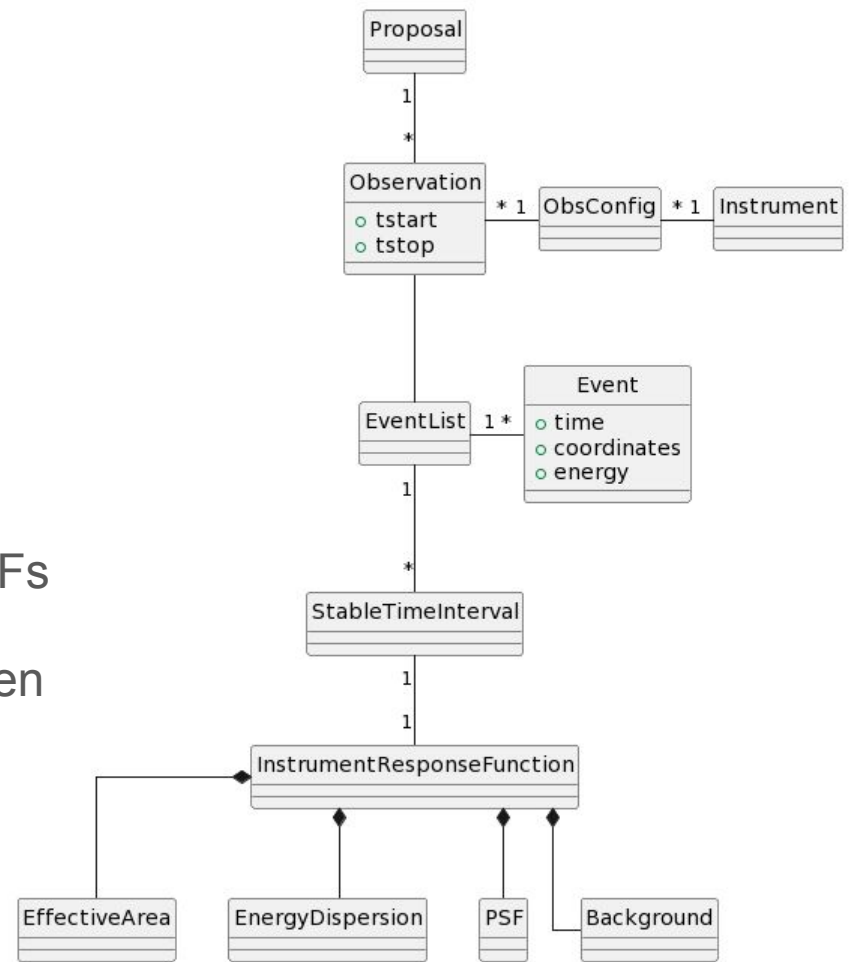 Proposal
1
*
Observation
tstart
tstop
* 1
ObsConfig
* 1
Instrument
EventList
1 *
Event
time
coordinates
energy
1
*
Fs
StableTimeInterval
en
1
1
InstrumentResponseFunction
EffectiveArea
EnergyDispersion
PSF
Background